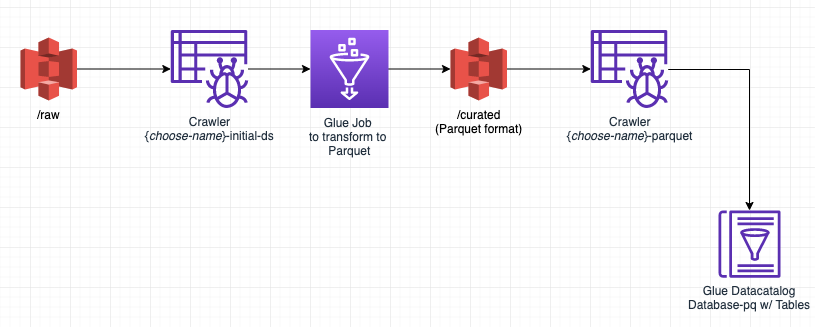 /raw
Crawler
{choose-name}-initial-ds
Glue Job
to transform to
Parquet
/curated
(Parquet format)
Crawler
{choose-name}-parquet
Glue Datacatalog
Database-pq w/ Tables